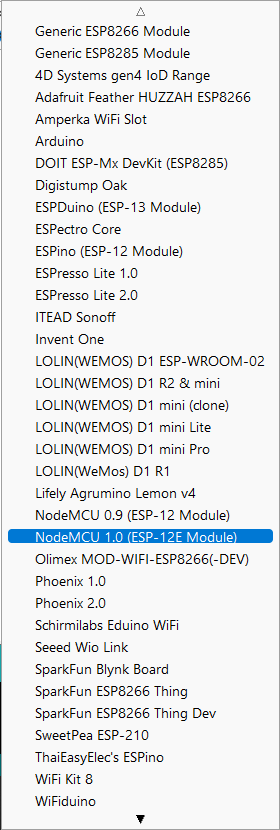 Generic ESP8266 Module
Generic ESP8285 Module
4D Systems gen4 IoD Range
Adafruit Feather HUZZAH ESP8266
Amperka WiFi Slot
Arduino
DOIT ESP-Mx DevKit (ESP8285)
Digistump Oak
ESPDuino (ESP-13 Module)
ESPectro Core
ESPino (ESP-12 Module)
ESPresso Lite 1.0
ESPresso Lite 2.0
ITEAD Sonoff
Invent One
LOLIN(WEMOS) D1 ESP-WROOM-02
LOLIN(WEMOS) D1 R2 & mini
LOLIN(WEMOS) D1 mini (clone)
LOLIN(WEMOS) D1 mini Lite
LOLIN(WEMOS) D1 mini Pro
LOLIN(WeMos) D1 R1
Lifely Agrumino Lemon v4
NodeMCU 0.9 (ESP-12 Module)
NodeMCU 1.0 (ESP-12E Module)
Olimex MOD-WIFI-ESP8266(-DEV)
Phoenix 1.0
Phoenix 2.0
Schirmilabs Eduino WiFi
Seeed Wio Link
SparkFun Blynk Board
SparkFun ESP8266 Thing
SparkFun ESP8266 Thing Dev
SweetPea ESP-210
ThaiEasyElec's ESPino
WiFi Kit 8
WiFiduino